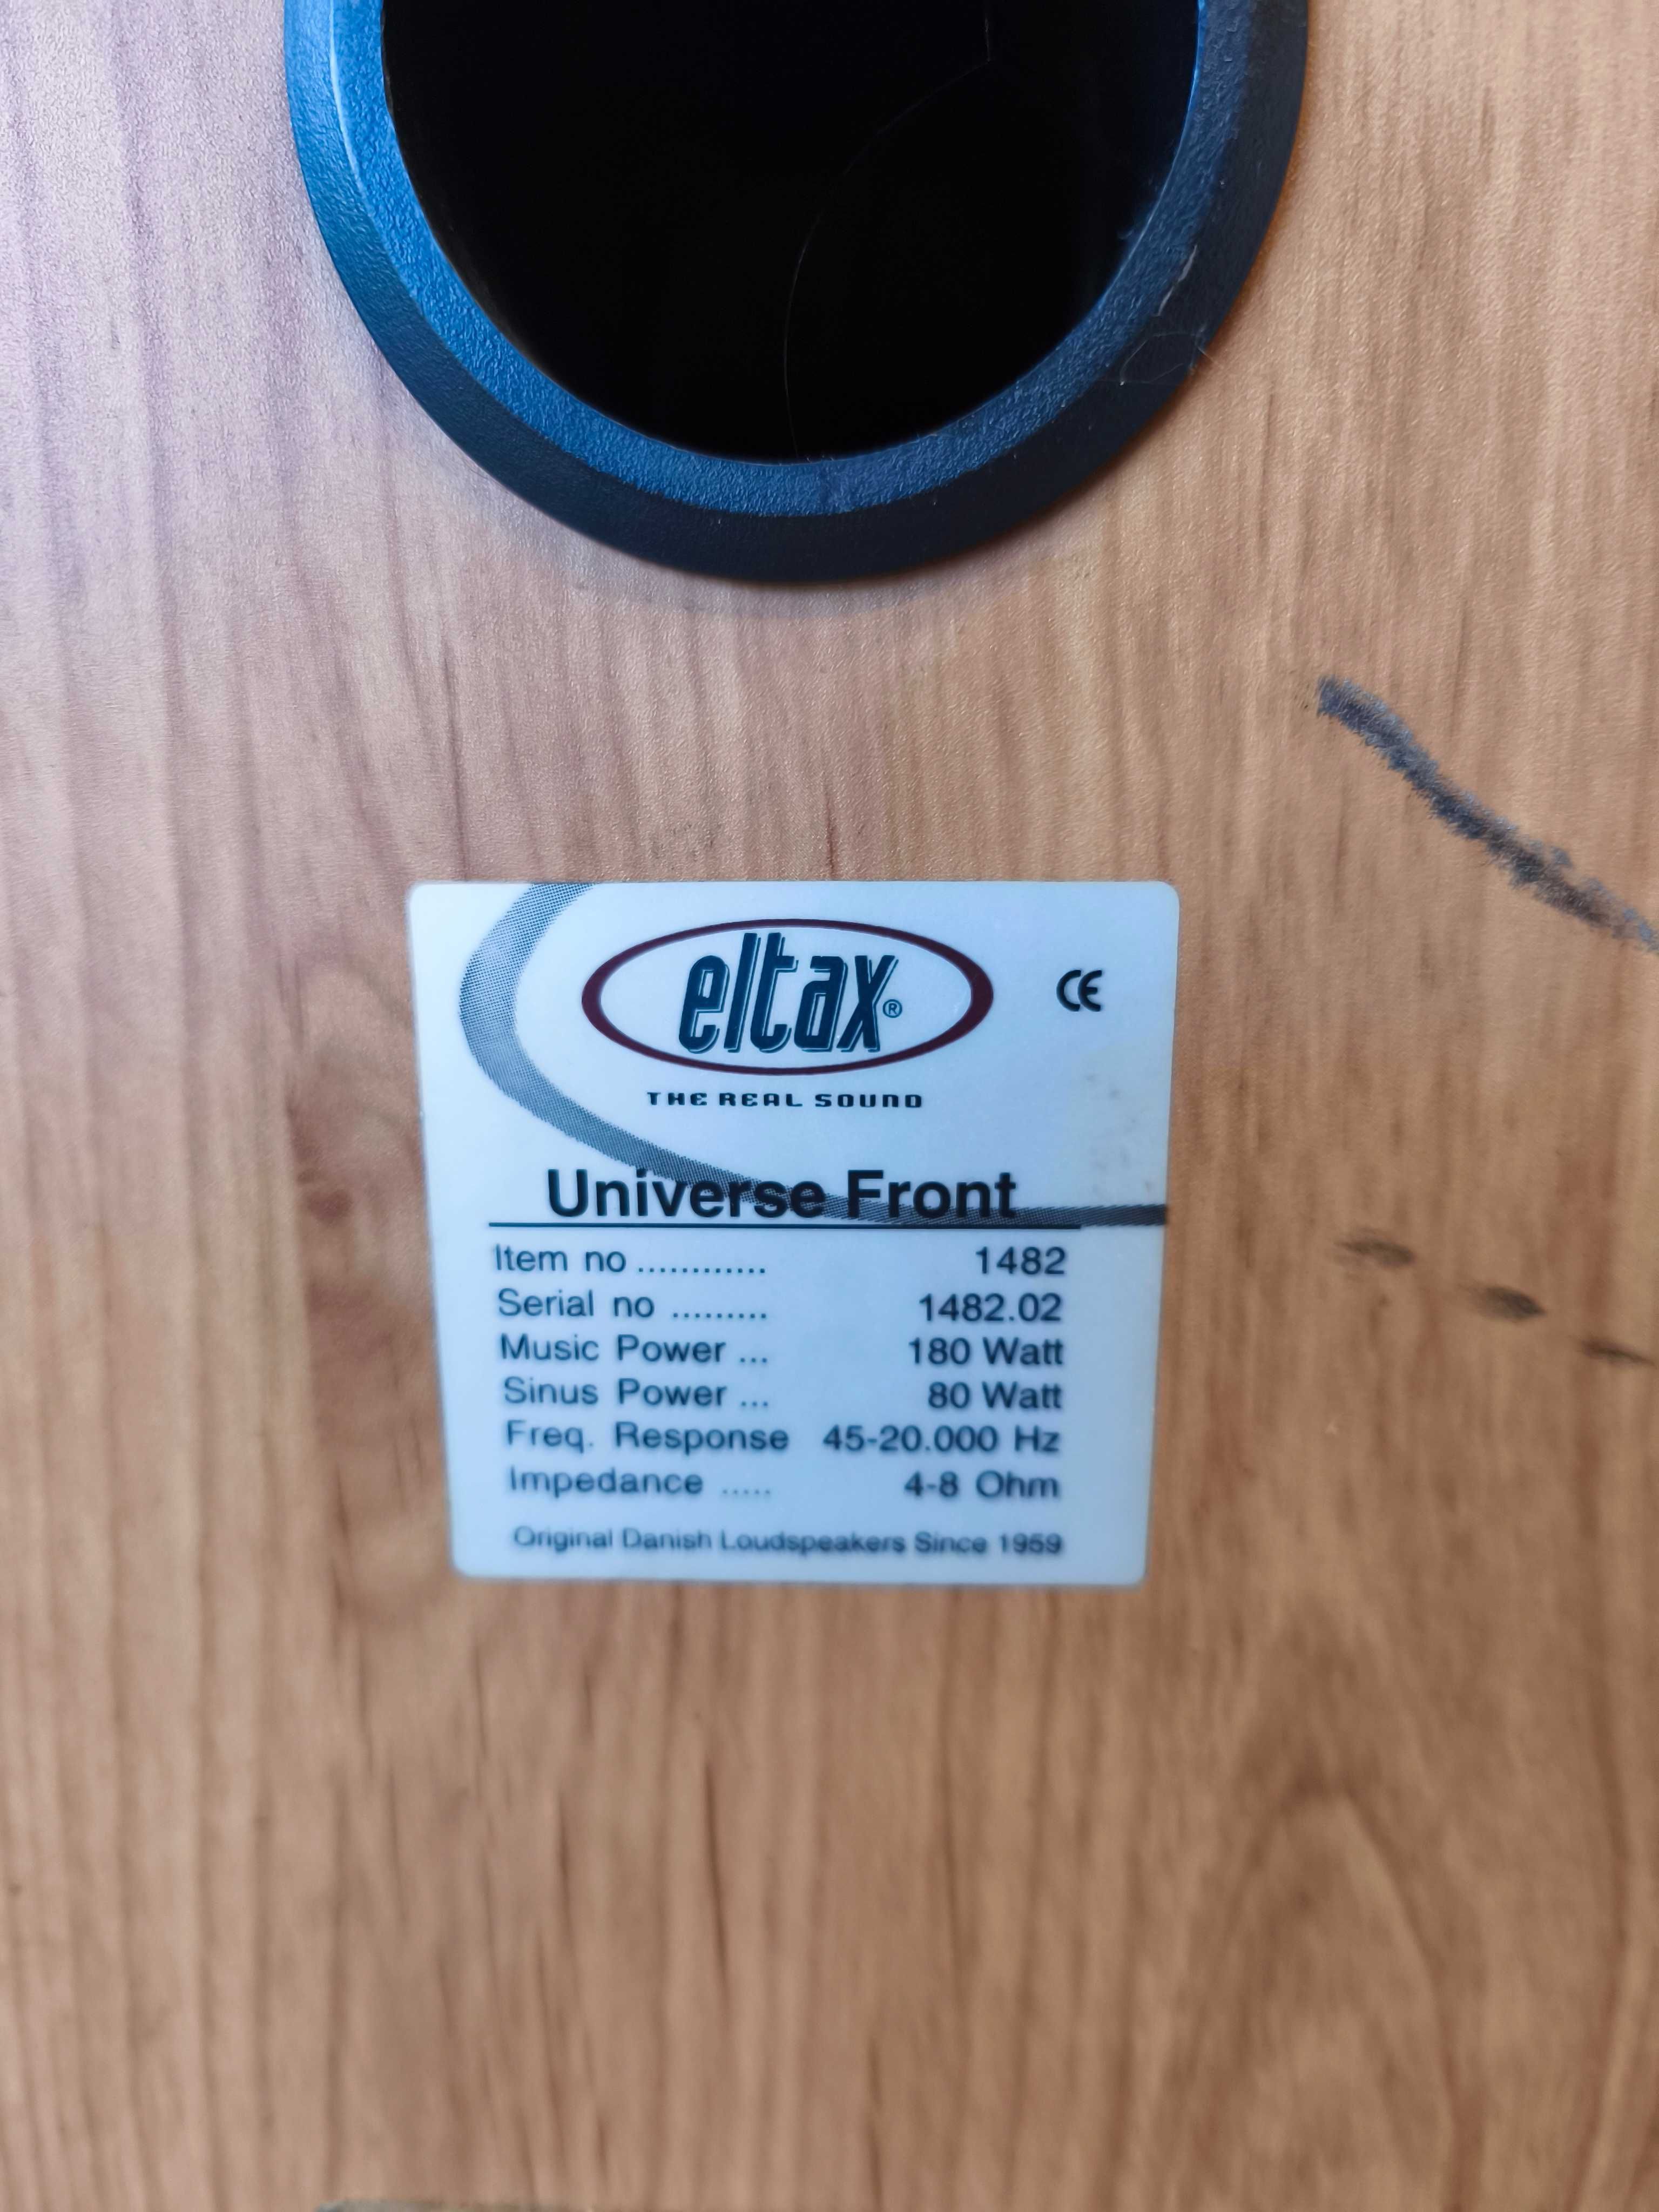 eltax®
CE
THE REAL SOUND
Universe Front
Item no ............ 1482
Serial no ......... 1482.02
Music Power ... 180 Watt
Sinus Power ... 80 Watt
Freq. Response 45-20.000 Hz
Impedance ..... 4-8 Ohm
Original Danish Loudspeakers Since 1959